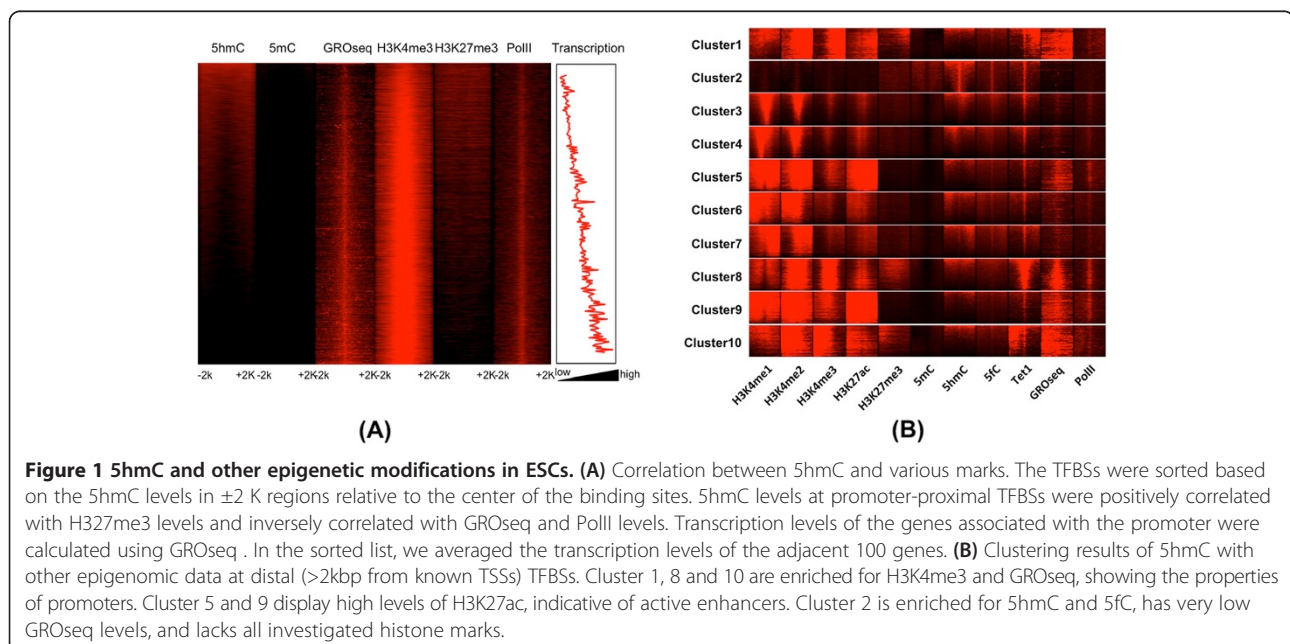 5hmC 5mC GROseq H3K4me3 H3K27me3 PolII Transcription
-2k +2K -2k +2K -2k +2K -2k +2K -2k +2K -2k +2K low high
(A)
Cluster1
Cluster2
Cluster3
Cluster4
Cluster5
Cluster6
Cluster7
Cluster8
Cluster9
Cluster10
H3K4me1 H3K4me2 H3K4me3 H3K27ac H3K27me3 5mC 5hmC 5fC Tet1 GROseq PolII
(B)
Figure 1 5hmC and other epigenetic modifications in ESCs. (A) Correlation between 5hmC and various marks. The TFBSs were sorted based
on the 5hmC levels in ±2 K regions relative to the center of the binding sites. 5hmC levels at promoter-proximal TFBSs were positively correlated
with H327me3 levels and inversely correlated with GROseq and PolII levels. Transcription levels of the genes associated with the promoter were
calculated using GROseq . In the sorted list, we averaged the transcription levels of the adjacent 100 genes. (B) Clustering results of 5hmC with
other epigenomic data at distal (>2kbp from known TSSs) TFBSs. Cluster 1, 8 and 10 are enriched for H3K4me3 and GROseq, showing the properties
of promoters. Cluster 5 and 9 display high levels of H3K27ac, indicative of active enhancers. Cluster 2 is enriched for 5hmC and 5fC, has very low
GROseq levels, and lacks all investigated histone marks.